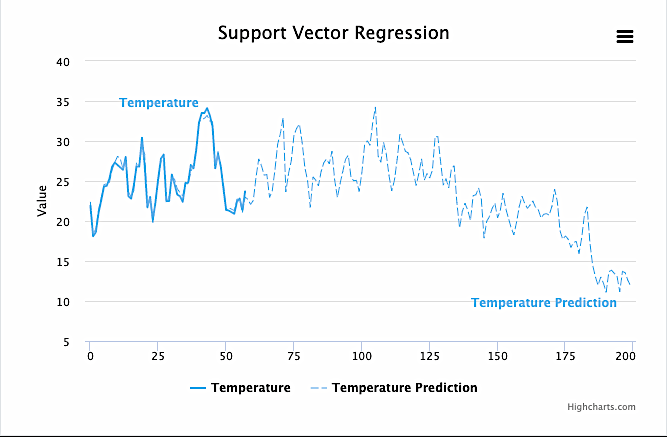 Support Vector Regression
40
35
30
25
20
15
10
5
Value
Temperature
Temperature Prediction
0 25 50 75 100 125 150 175 200
Temperature Temperature Prediction
Highcharts.com